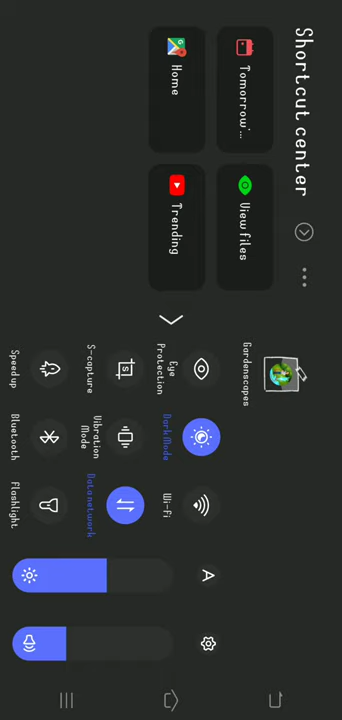 Shortcut center
Tomorrow'...
View files
Home
Trending
Gardenscapes
Eye
Protection
Dark Mode
Wi-Fi
S-capture
Vibration
Mode
Data network
Speed up
Bluetooth
Flashlight
A